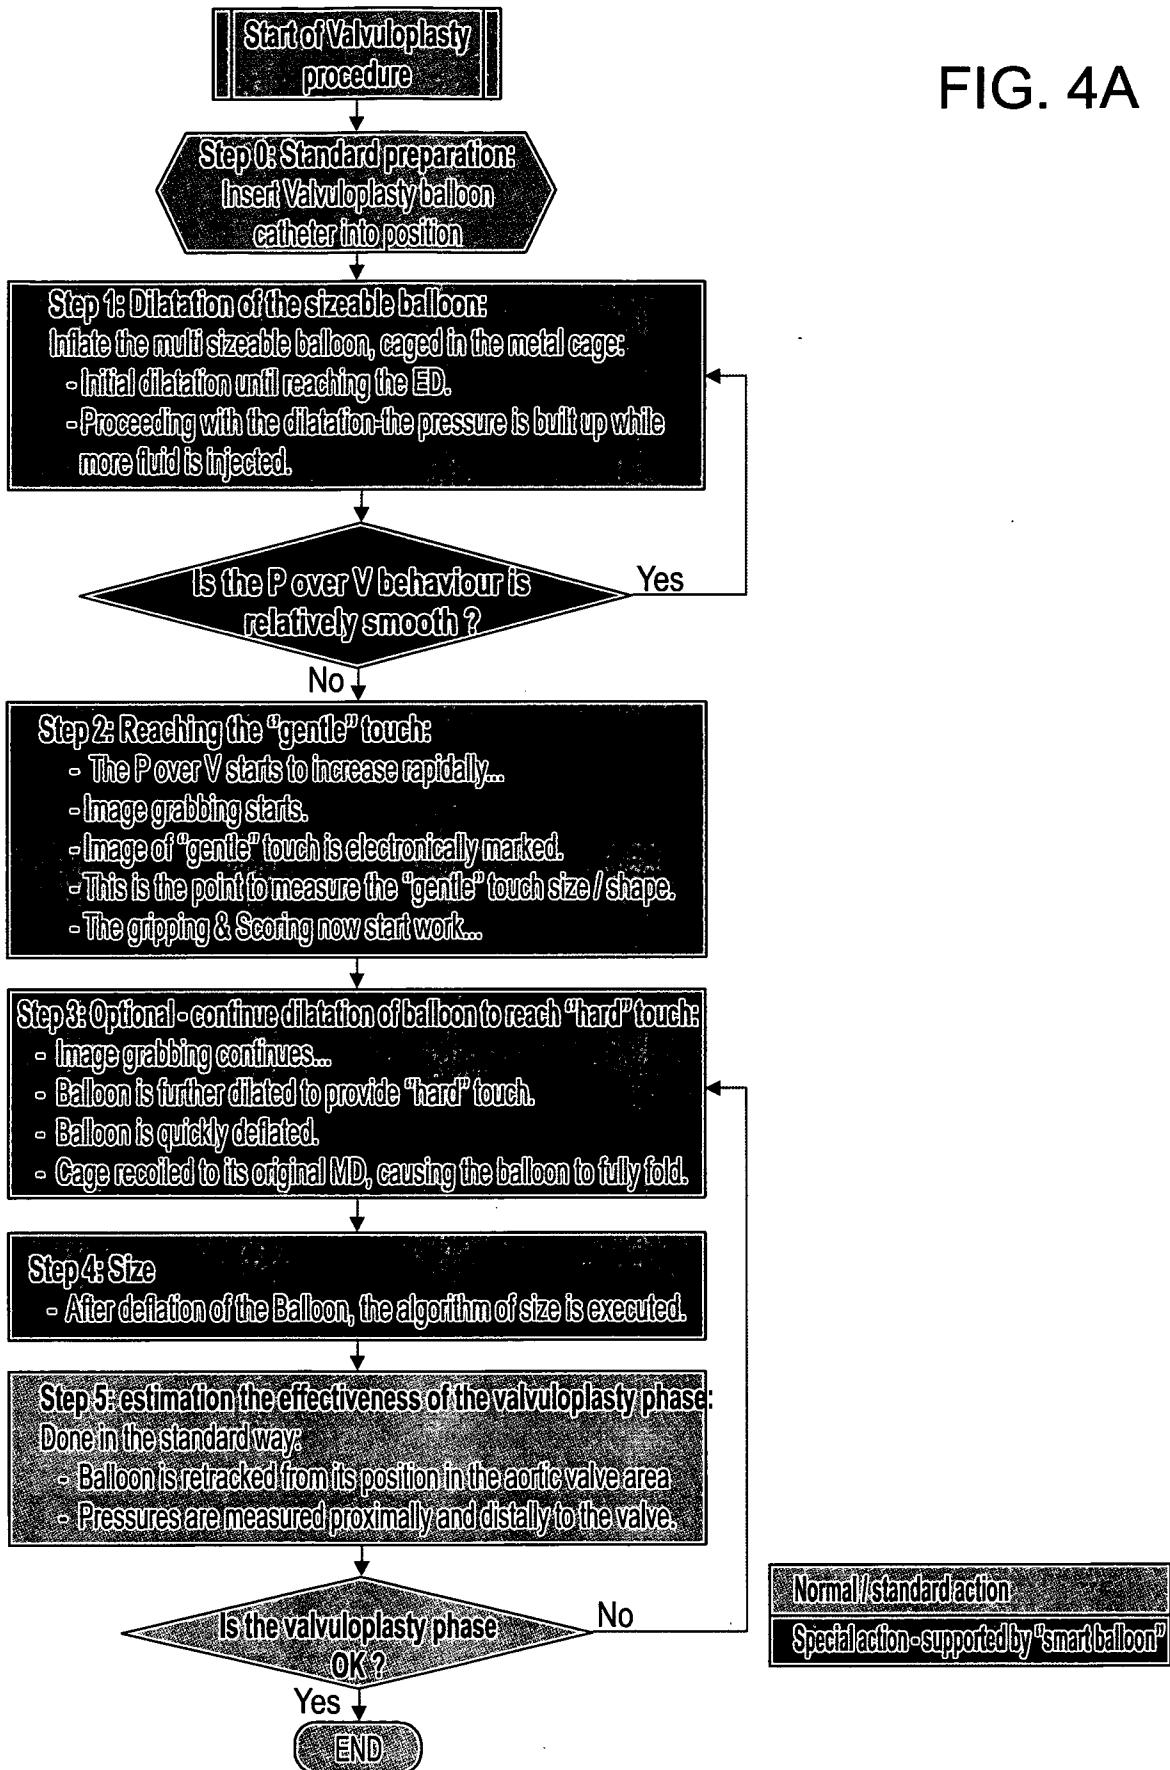 FIG. 4A
Start of Valvuloplasty
procedure
Step 0: Standard preparation:
Insert Valvuloplasty balloon
catheter into position
Step 1: Dilatation of the sizeable balloon:
Inflate the multi sizeable balloon, caged in the metal cage:
- Initial dilatation until reaching the ED.
- Proceeding with the dilatation-the pressure is built up while
more fluid is injected.
Is the P over V behaviour is
relatively smooth ?
Yes
No
Step 2: Reaching the "gentle" touch:
- The P over V starts to increase rapidally...
- Image grabbing starts.
- Image of "gentle" touch is electronically marked.
- This is the point to measure the "gentle" touch size / shape.
- The gripping & Scoring now start work...
Step 3: Optional - continue dilatation of balloon to reach "hard" touch:
- Image grabbing continues...
- Balloon is further dilated to provide "hard" touch.
- Balloon is quickly deflated.
- Cage recoiled to its original MD, causing the balloon to fully fold.
Step 4: Size
- After deflation of the Balloon, the algorithm of size is executed.
Step 5: estimation the effectiveness of the valvuloplasty phase:
Done in the standard way:
- Balloon is retracked from its position in the aortic valve area
- Pressures are measured proximally and distally to the valve.
Is the valvuloplasty phase
OK ?
No
Yes
END
Normal / standard action
Special action - supported by "smart balloon"